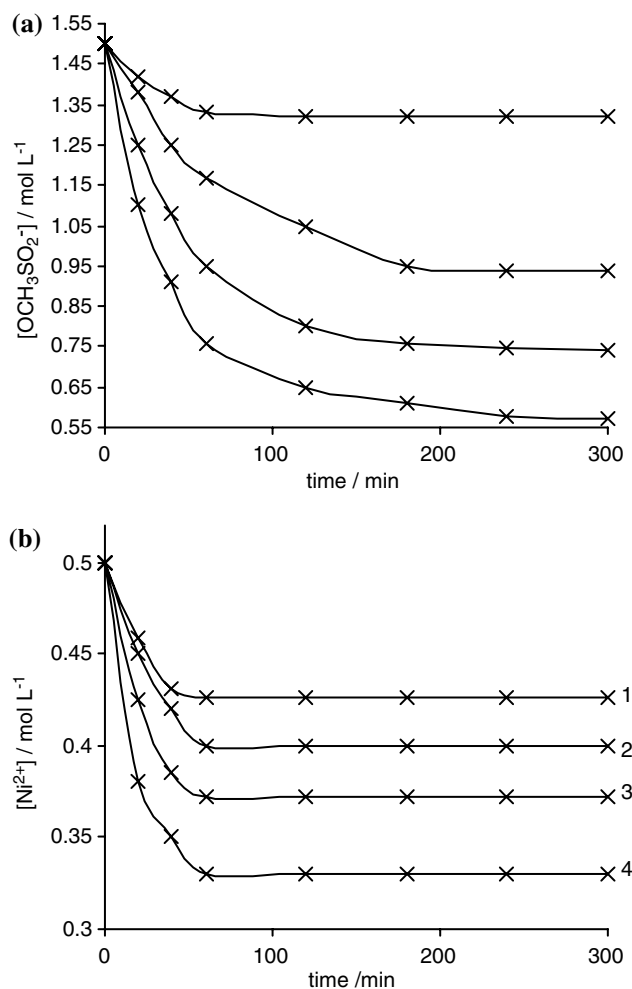 (a)
[OCH₃SO₂⁻] / mol L⁻¹
1.55
1.45
1.35
1.25
1.15
1.05
0.95
0.85
0.75
0.65
0.55
0 100 200 300
time / min
(b)
[Ni²⁺] / mol L⁻¹
0.5
0.45
0.4
0.35
0.3
1
2
3
4
0 100 200 300
time /min